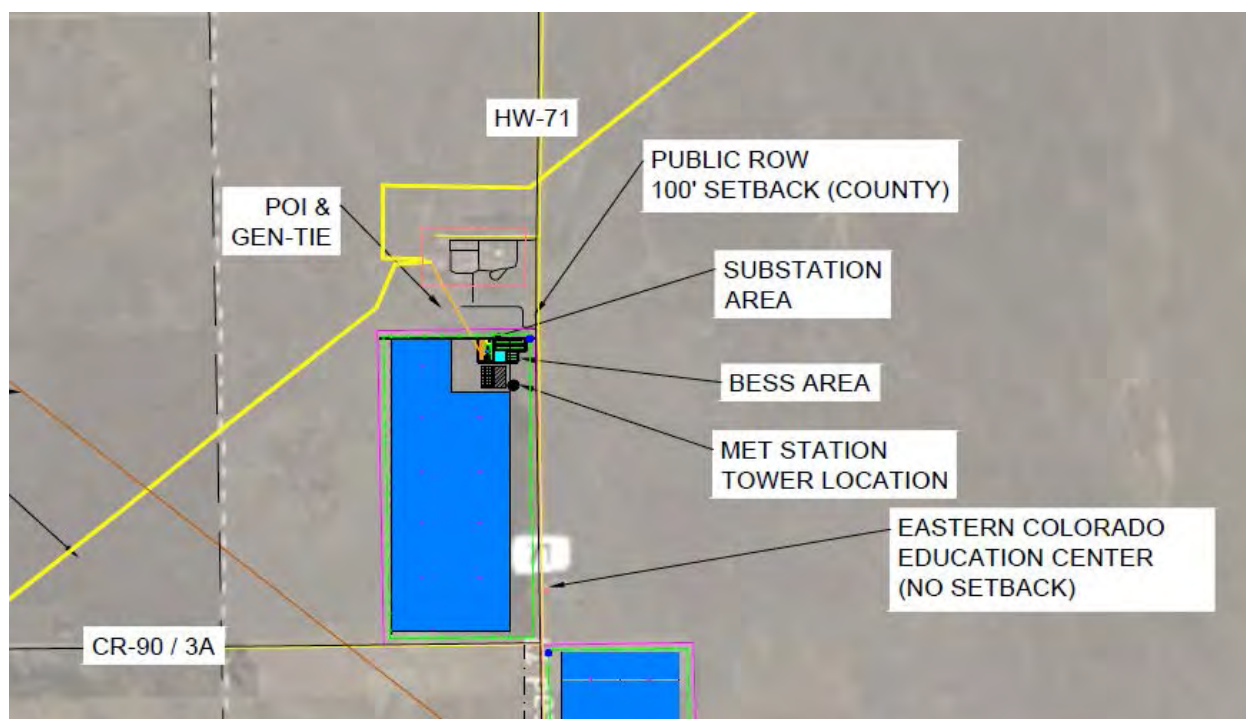 HW-71
PUBLIC ROW
100' SETBACK (COUNTY)
POI &
GEN-TIE
SUBSTATION
AREA
BESS AREA
MET STATION
TOWER LOCATION
EASTERN COLORADO
EDUCATION CENTER
(NO SETBACK)
71
CR-90 / 3A